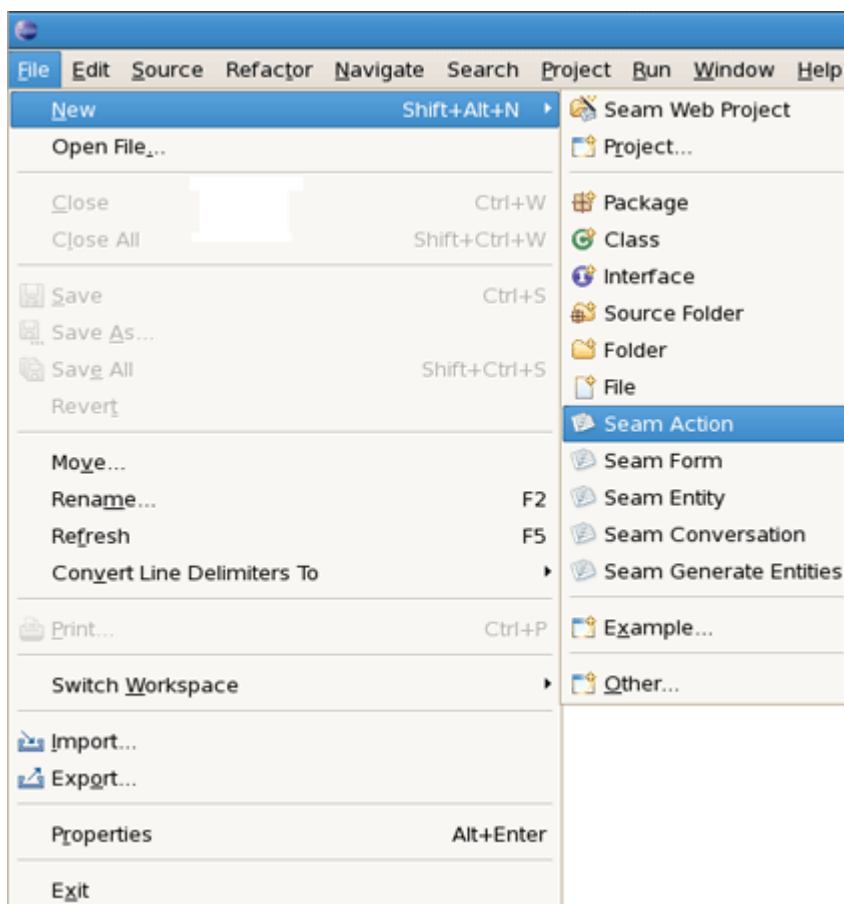 File Edit Source Refactor Navigate Search Project Run Window Help
New Shift+Alt+N
Open File...
Close Ctrl+W
Close All Shift+Ctrl+W
Save Ctrl+S
Save As...
Save All Shift+Ctrl+S
Revert
Move...
Rename... F2
Refresh F5
Convert Line Delimiters To
Print... Ctrl+P
Switch Workspace
Import...
Export...
Properties Alt+Enter
Exit
Seam Web Project
Project...
Package
Class
Interface
Source Folder
Folder
File
Seam Action
Seam Form
Seam Entity
Seam Conversation
Seam Generate Entities
Example...
Other...